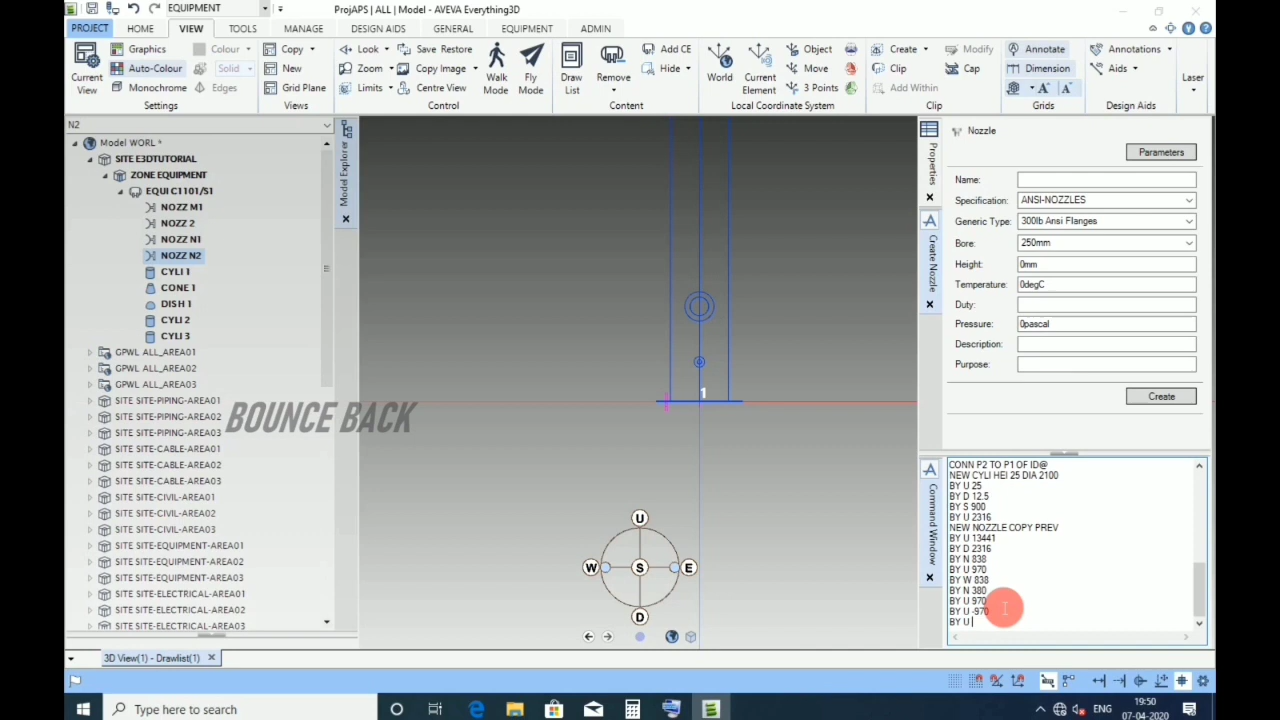 EQUIPMENT
ProjAPS | ALL | Model - AVEVA Everything3D
PROJECT HOME VIEW TOOLS MANAGE DESIGN AIDS GENERAL EQUIPMENT ADMIN
Current View
Graphics
Auto-Colour
Monochrome
Colour
Solid
Edges
Settings
Copy
New
Grid Plane
Views
Look
Zoom
Limits
Save Restore
Copy Image
Centre View
Walk Mode
Fly Mode
Control
Draw List
Remove
Add CE
Hide
Content
World
Current Element
Object
Move
3 Points
Local Coordinate System
Create
Clip
Add Within
Modify
Cap
Clip
Annotate
Dimension
Grids
Annotations
Aids
Design Aids
Laser
N2
Model WORL *
SITE E3DTUTORIAL
ZONE EQUIPMENT
EQUI C1101/S1
NOZZ M1
NOZZ 2
NOZZ N1
NOZZ N2
CYLI 1
CONE 1
DISH 1
CYLI 2
CYLI 3
GPWL ALL_AREA01
GPWL ALL_AREA02
GPWL ALL_AREA03
SITE SITE-PIPING-AREA01
SITE SITE-PIPING-AREA02
SITE SITE-PIPING-AREA03
SITE SITE-CABLE-AREA01
SITE SITE-CABLE-AREA02
SITE SITE-CABLE-AREA03
SITE SITE-CIVIL-AREA01
SITE SITE-CIVIL-AREA02
SITE SITE-CIVIL-AREA03
SITE SITE-EQUIPMENT-AREA01
SITE SITE-EQUIPMENT-AREA02
SITE SITE-EQUIPMENT-AREA03
SITE SITE-ELECTRICAL-AREA01
SITE SITE-ELECTRICAL-AREA02
SITE SITE-ELECTRICAL-AREA03
Model Explorer
BOUNCE BACK
1
U
W S E
D
Properties
Create Nozzle
Command Window
Nozzle
Parameters
Name:
Specification: ANSI-NOZZLES
Generic Type: 300lb Ansi Flanges
Bore: 250mm
Height: 0mm
Temperature: 0degC
Duty:
Pressure: 0pascal
Description:
Purpose:
Create
CONN P2 TO P1 OF ID@
NEW CYLI HEI 25 DIA 2100
BY U 25
BY D 12.5
BY S 900
BY U 2316
NEW NOZZLE COPY PREV
BY U 13441
BY D 2316
BY N 838
BY U 970
BY W 838
BY N 380
BY U 970
BY U -970
BY U
3D View(1) - Drawlist(1)
Type here to search
ENG
19:50
07-04-2020